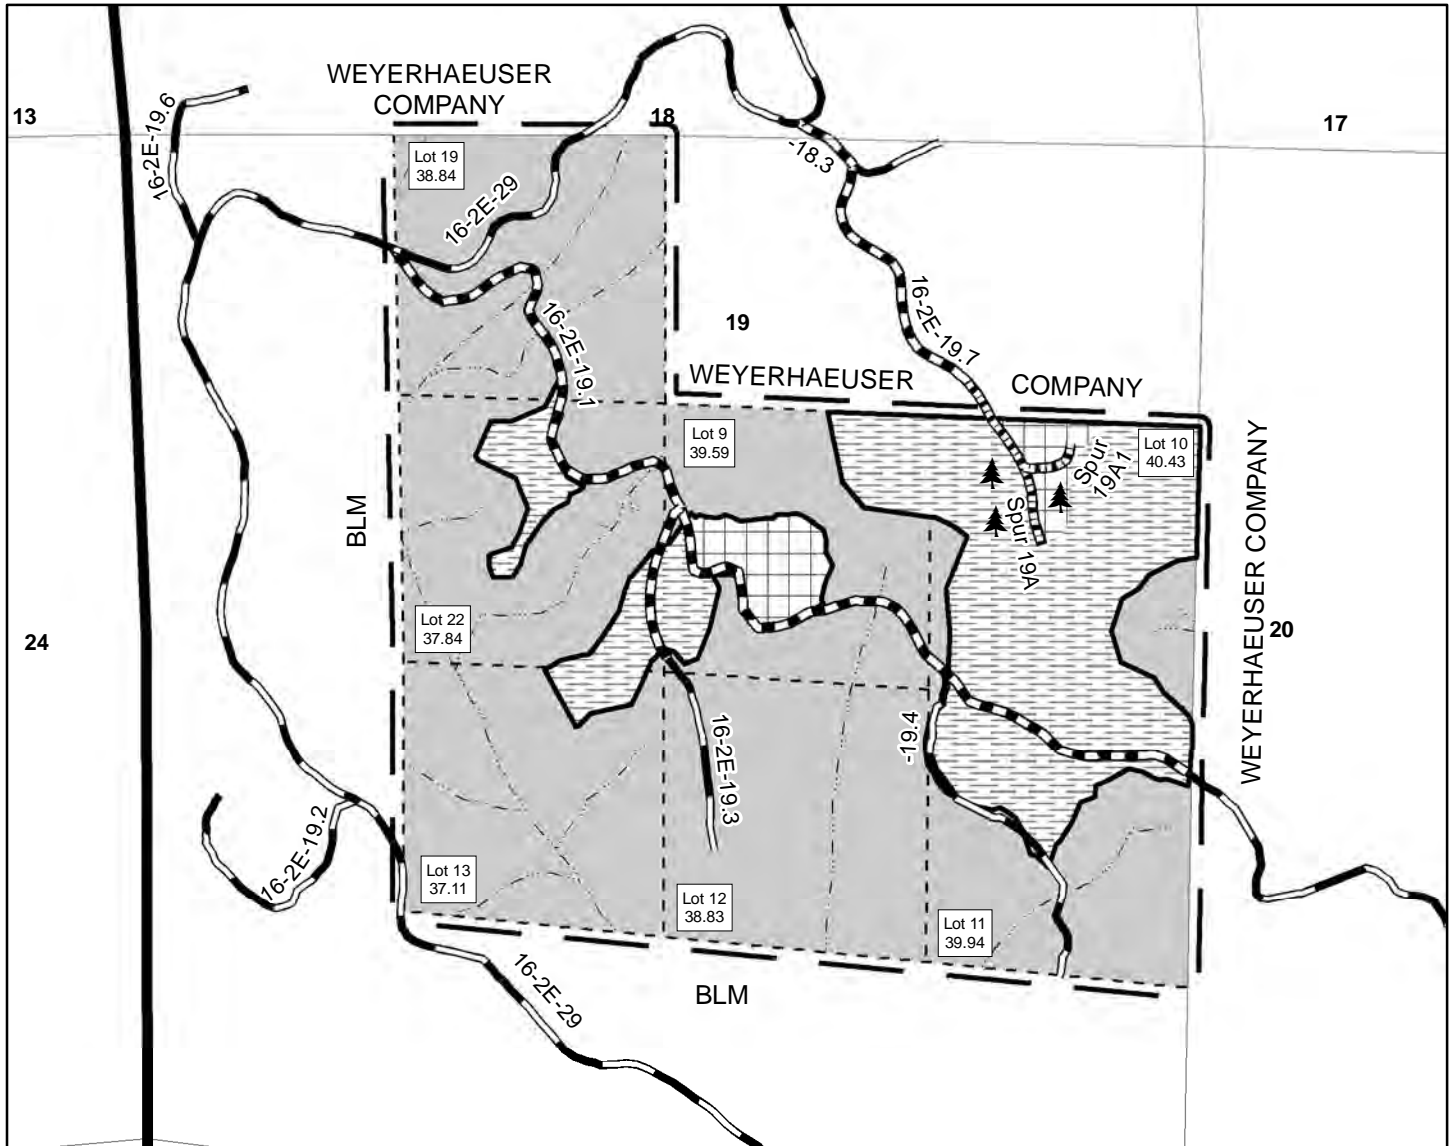 WEYERHAEUSER
COMPANY
13
18
17
16-2E-19.6
-18.3
Lot 19
38.84
16-2E-29
16-2E-19.7
16-2E-19.1
19
WEYERHAEUSER COMPANY
Lot 9
39.59
Lot 10
40.43
Spur
19A1
Spur 19A
WEYERHAEUSER COMPANY
BLM
Lot 22
37.84
24
20
16-2E-19.3
-19.4
16-2E-19.2
Lot 13
37.11
Lot 12
38.83
Lot 11
39.94
16-2E-29
BLM